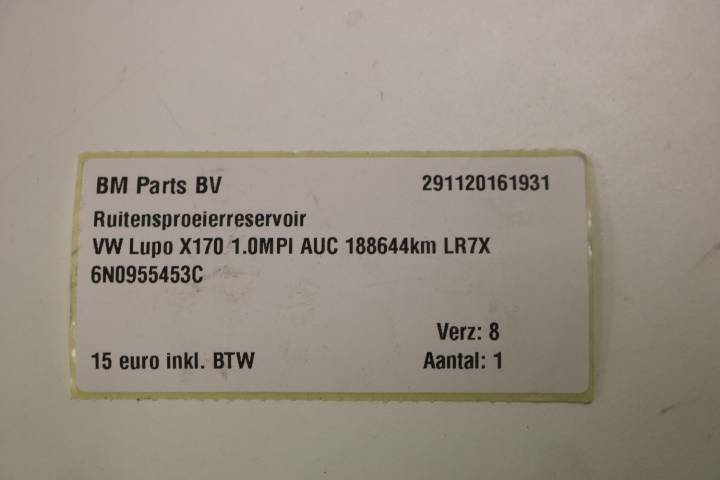 BM Parts BV 291120161931
Ruitensproeierreservoir
VW Lupo X170 1.0MPI AUC 188644km LR7X
6N0955453C
Verz: 8
15 euro inkl. BTW Aantal: 1